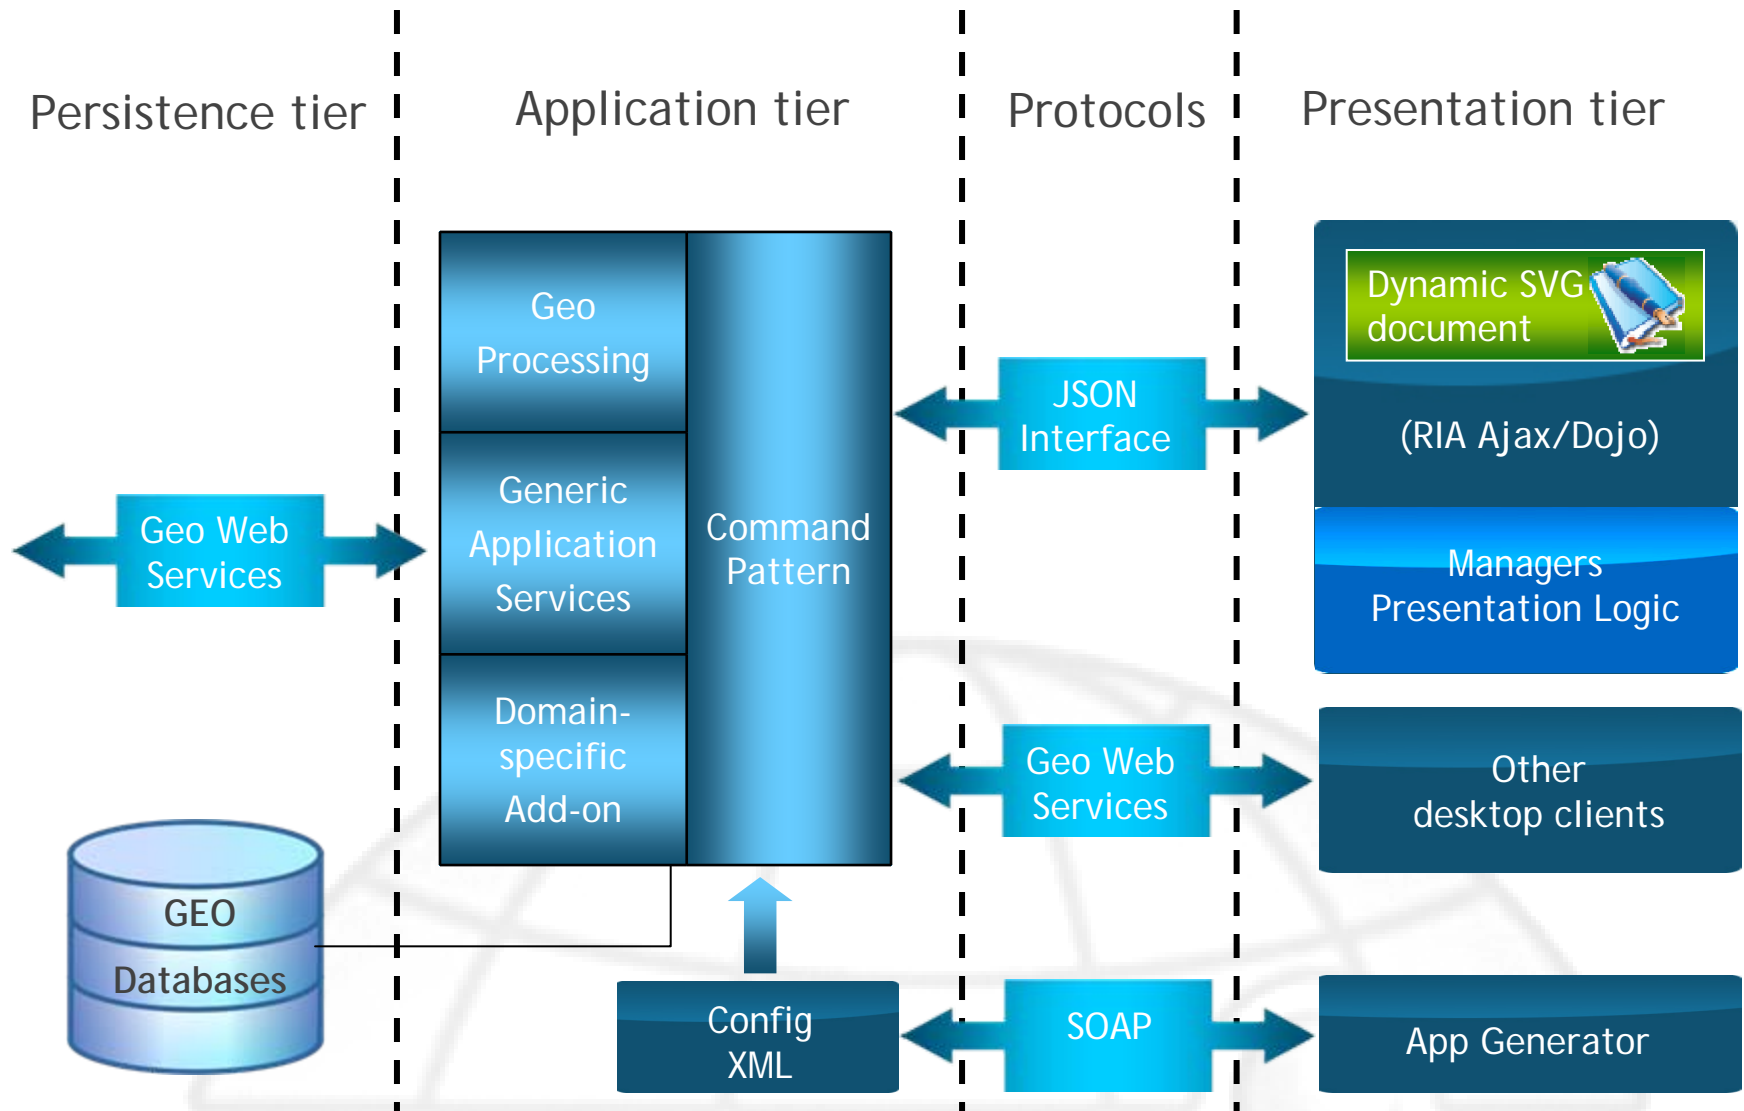 Persistence tier
Application tier
Protocols
Presentation tier
Geo Web
Services
GEO
Databases
Geo
Processing
Generic
Application
Services
Domain-
specific
Add-on
Command
Pattern
Config
XML
JSON
Interface
Geo Web
Services
SOAP
Dynamic SVG
document
(RIA Ajax/Dojo)
Managers
Presentation Logic
Other
desktop clients
App Generator